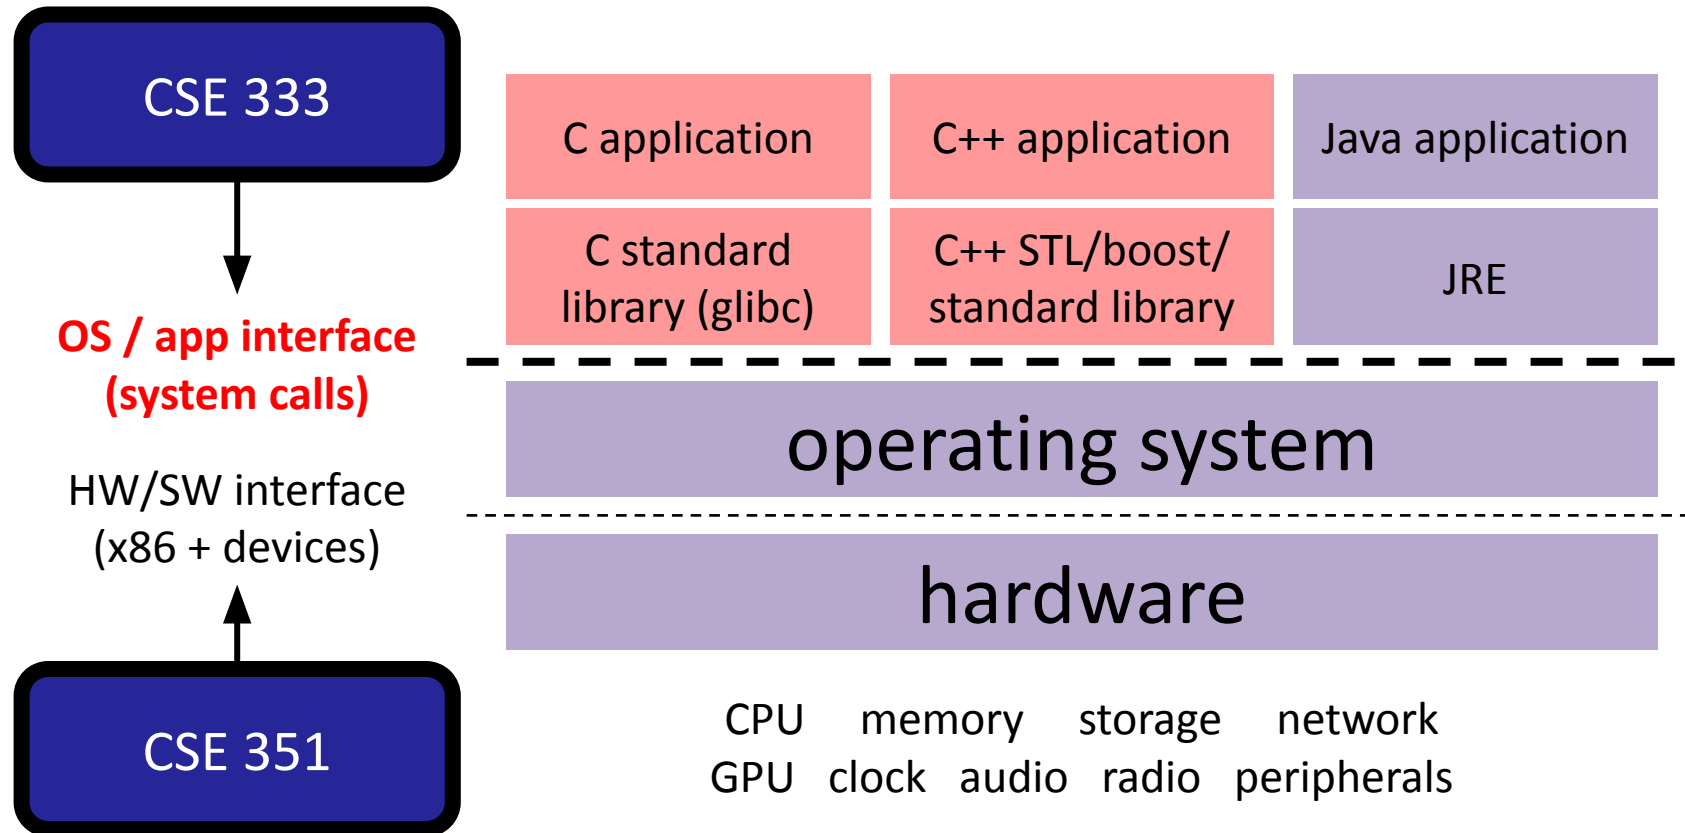 CSE 333
OS / app interface
(system calls)
HW/SW interface
(x86 + devices)
CSE 351
C application
C++ application
Java application
C standard
library (glibc)
C++ STL/boost/
standard library
JRE
operating system
hardware
CPU memory storage network
GPU clock audio radio peripherals